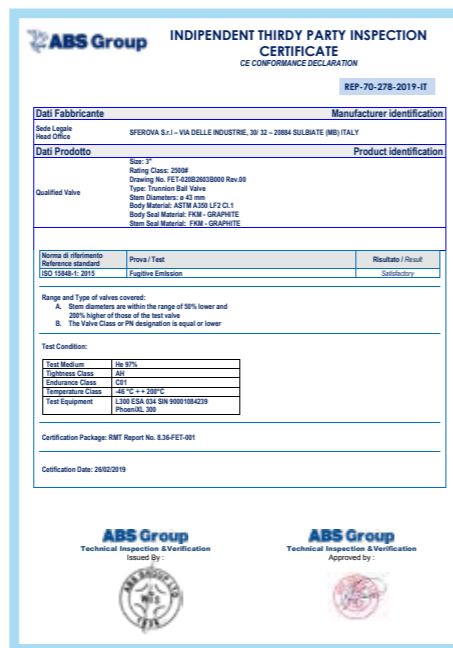 ABS Group
INDIPENDENT THIRDY PARTY INSPECTION
CERTIFICATE
CE CONFORMANCE DECLARATION
REP-70-278-2019-IT
Dati Fabbricante Manufacturer identification
Sede Legale
Head Office
SFEROVA S.r.l – VIA DELLE INDUSTRIE, 30/ 32 – 20884 SULBIATE (MB) ITALY
Dati Prodotto Product identification
Qualified Valve
Size: 3"
Rating Class: 2500#
Drawing No. FET-020B2603B000 Rev.00
Type: Trunnion Ball Valve
Stem Diameters: ø 43 mm
Body Material: ASTM A350 LF2 Cl.1
Body Seal Material: FKM - GRAPHITE
Stem Seal Material: FKM - GRAPHITE
Norma di riferimento
Reference standard
Prova / Test
Risultato / Result
ISO 15848-1: 2015 Fugitive Emission Satisfactory
Range and Type of valves covered:
A. Stem diameters are within the range of 50% lower and
200% higher of those of the test valve
B. The Valve Class or PN designation is equal or lower
Test Condition:
Test Medium He 97%
Tightness Class AH
Endurance Class C01
Temperature Class -46 °C ÷ + 200°C
Test Equipment L300 ESA 034 SIN 90001084239
PhoeniXL 300
Certification Package: RMT Report No. 8.36-FET-001
Cetification Date: 26/02/2019
ABS Group
Technical Inspection &Verification
Issued By :
ABS GROUP LTD
ABS Group
Technical Inspection &Verification
Approved by :